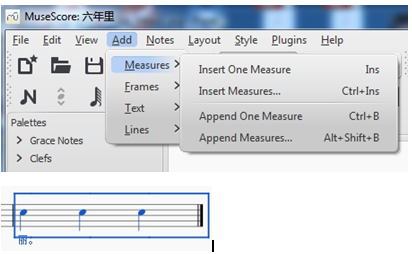 MuseScore: 六年里
File Edit View Add Notes Layout Style Plugins Help
Measures
Frames
Text
Lines
Insert One Measure Ins
Insert Measures... Ctrl+Ins
Append One Measure Ctrl+B
Append Measures... Alt+Shift+B
N
Palettes
Grace Notes
Clefs
丽。